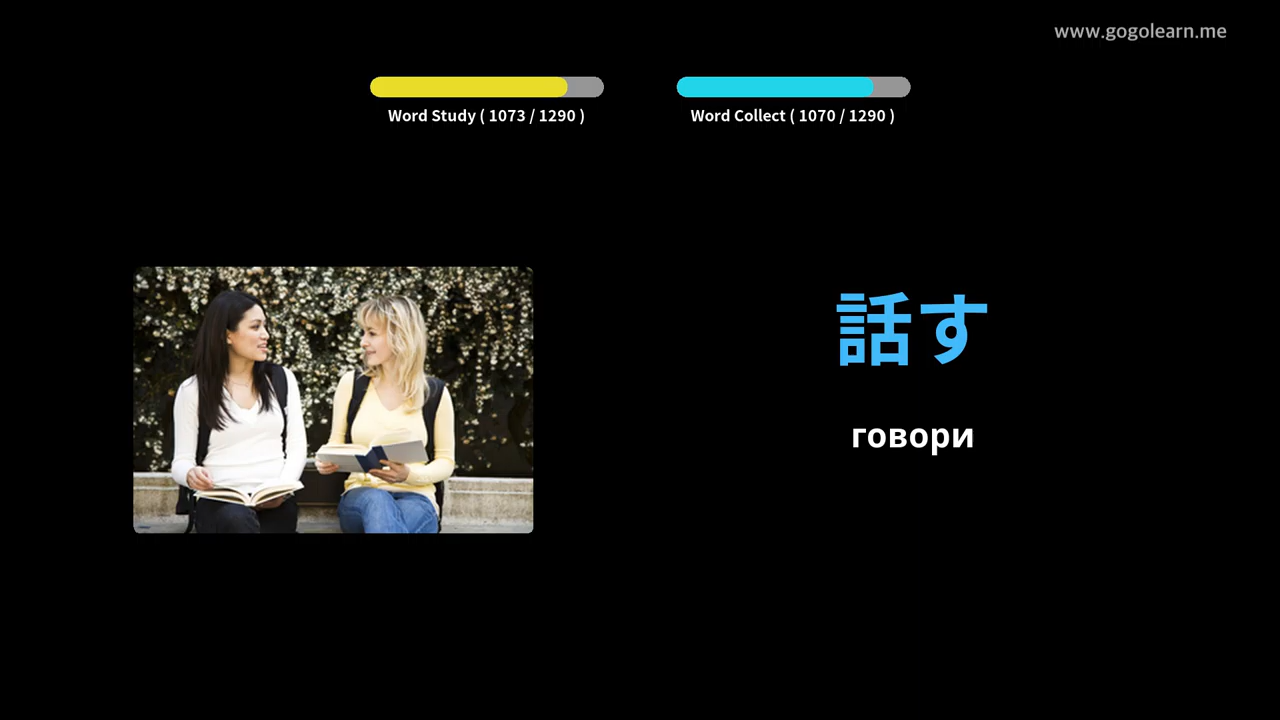 www.gogolearn.me
Word Study ( 1073 / 1290 )
Word Collect ( 1070 / 1290 )
話す
говори